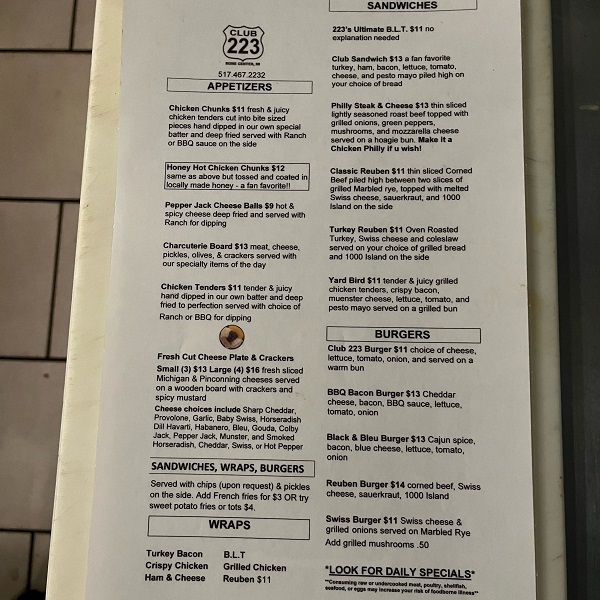 CLUB
223
517.467.2232
APPETIZERS
Chicken Chunks $11 fresh & juicy
chicken tenders cut into bite sized
pieces hand dipped in our own special
batter and deep fried served with Ranch
or BBQ sauce on the side
Honey Hot Chicken Chunks $12
same as above but tossed and coated in
locally made honey - a fan favorite!!
Pepper Jack Cheese Balls $9 hot &
spicy cheese deep fried and served with
Ranch for dipping
Charcuterie Board $13 meat, cheese,
pickles, olives, & crackers served with
our specialty items of the day
Chicken Tenders $11 tender & juicy
hand dipped in our own batter and deep
fried to perfection served with choice of
Ranch or BBQ for dipping
Fresh Cut Cheese Plate & Crackers
Small (3) $13 Large (4) $16 fresh sliced
Michigan & Pinconning cheeses served
on a wooden board with crackers and
spicy mustard
Cheese choices include Sharp Cheddar,
Provolone, Garlic, Baby Swiss, Horseradish
Dill Havarti, Habanero, Bleu, Gouda, Colby
Jack, Pepper Jack, Munster, and Smoked
Horseradish, Cheddar, Swiss, or Hot Pepper
SANDWICHES, WRAPS, BURGERS
Served with chips (upon request) & pickles
on the side. Add French fries for $3 OR try
sweet potato fries or tots $4.
WRAPS
Turkey Bacon B.L.T
Crispy Chicken Grilled Chicken
Ham & Cheese Reuben $11
SANDWICHES
223's Ultimate B.L.T. $11 no
explanation needed
Club Sandwich $13 a fan favorite
turkey, ham, bacon, lettuce, tomato,
cheese, and pesto mayo piled high on
your choice of bread
Philly Steak & Cheese $13 thin sliced
lightly seasoned roast beef topped with
grilled onions, green peppers,
mushrooms, and mozzarella cheese
served on a hoagie bun. Make it a
Chicken Philly if u wish!
Classic Reuben $11 thin sliced Corned
Beef piled high between two slices of
grilled Marbled rye, topped with melted
Swiss cheese, sauerkraut, and 1000
Island on the side
Turkey Reuben $11 Oven Roasted
Turkey, Swiss cheese and coleslaw
served on your choice of grilled bread
and 1000 Island on the side
Yard Bird $11 tender & juicy grilled
chicken tenders, crispy bacon,
muenster cheese, lettuce, tomato, and
pesto mayo served on a grilled bun
BURGERS
Club 223 Burger $11 choice of cheese,
lettuce, tomato, onion, and served on a
warm bun
BBQ Bacon Burger $13 Cheddar
cheese, bacon, BBQ sauce, lettuce,
tomato, onion
Black & Bleu Burger $13 Cajun spice,
bacon, blue cheese, lettuce, tomato,
onion
Reuben Burger $14 corned beef, Swiss
cheese, sauerkraut, 1000 Island
Swiss Burger $11 Swiss cheese &
grilled onions served on Marbled Rye
Add grilled mushrooms .50
*LOOK FOR DAILY SPECIALS*
**Consuming raw or undercooked meat, poultry, shellfish,
seafood, or eggs may increase your risk of foodborne illness**